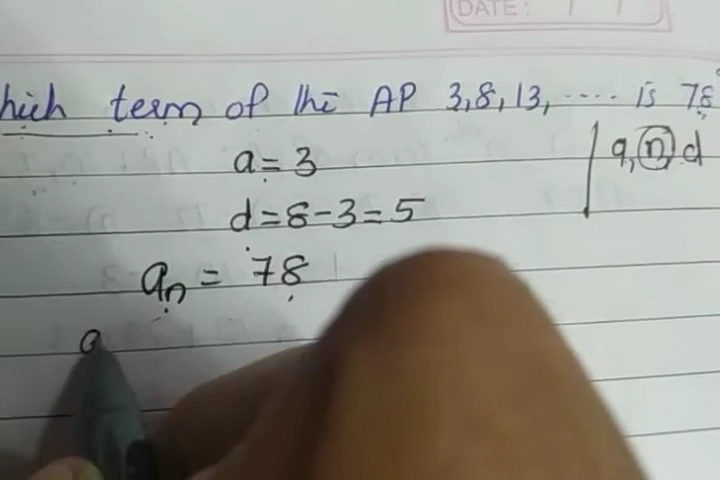 DATE :
hich term of the AP 3,8,13, ..... is 78
a = 3
a, n, d
d = 8 - 3 = 5
an = 78
a